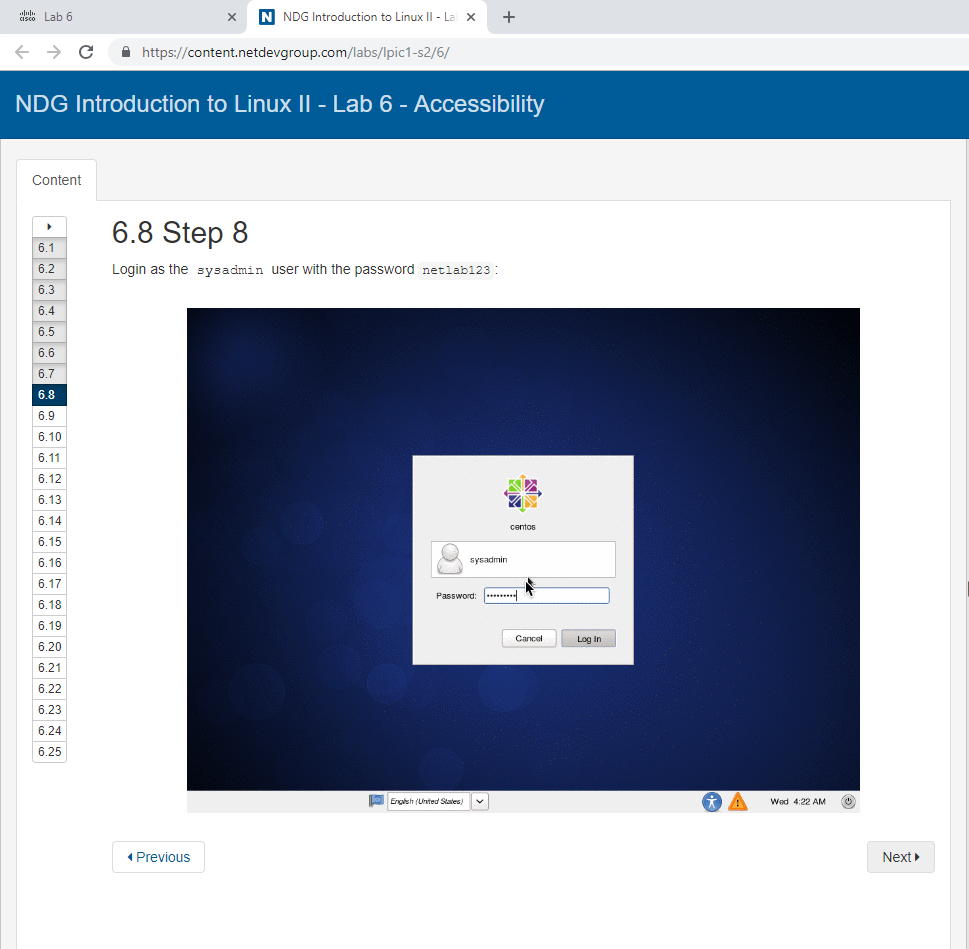 Lab 6
NDG Introduction to Linux II - La
https://content.netdevgroup.com/labs/lpic1-s2/6/
NDG Introduction to Linux II - Lab 6 - Accessibility
Content
6.1
6.2
6.3
6.4
6.5
6.6
6.7
6.8
6.9
6.10
6.11
6.12
6.13
6.14
6.15
6.16
6.17
6.18
6.19
6.20
6.21
6.22
6.23
6.24
6.25
6.8 Step 8
Login as the sysadmin user with the password netlab123:
centos
sysadmin
Password: •••••••••
Cancel
Log In
English (United States)
Wed 4:22 AM
Previous
Next